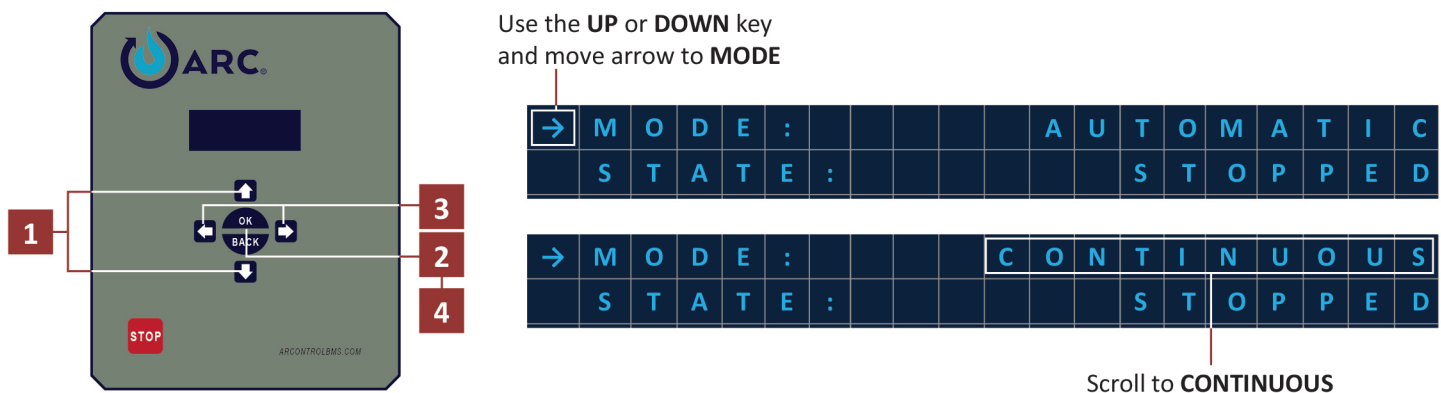 ARC®
OK
BACK
STOP
ARCONTROLBMS.COM
1
3
2
4
Use the UP or DOWN key
and move arrow to MODE
→ MODE: AUTOMATIC
STATE: STOPPED
→ MODE: CONTINUOUS
STATE: STOPPED
Scroll to CONTINUOUS